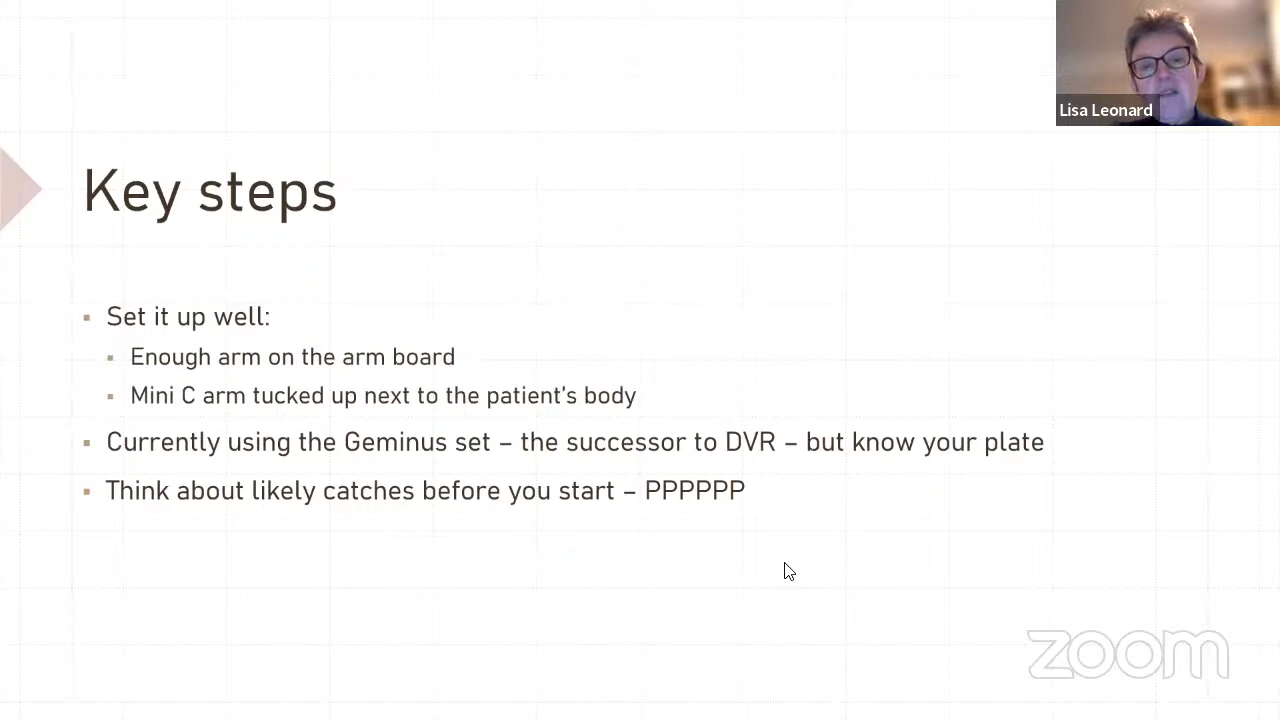 Lisa Leonard
Key steps
Set it up well:
Enough arm on the arm board
Mini C arm tucked up next to the patient's body
Currently using the Geminus set – the successor to DVR – but know your plate
Think about likely catches before you start – PPPPPP
zoom